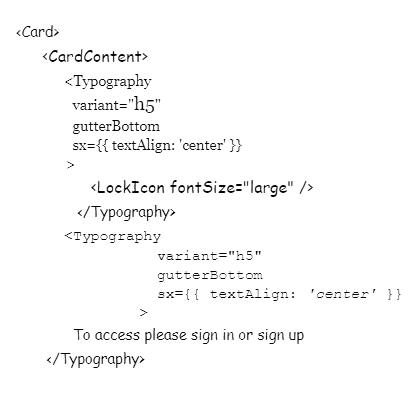 <Card>
<CardContent>
<Typography
variant="h5"
gutterBottom
sx={{ textAlign: 'center' }}
>
<LockIcon fontSize="large" />
</Typography>
<Typography
variant="h5"
gutterBottom
sx={{ textAlign: 'center' }}
>
To access please sign in or sign up
</Typography>